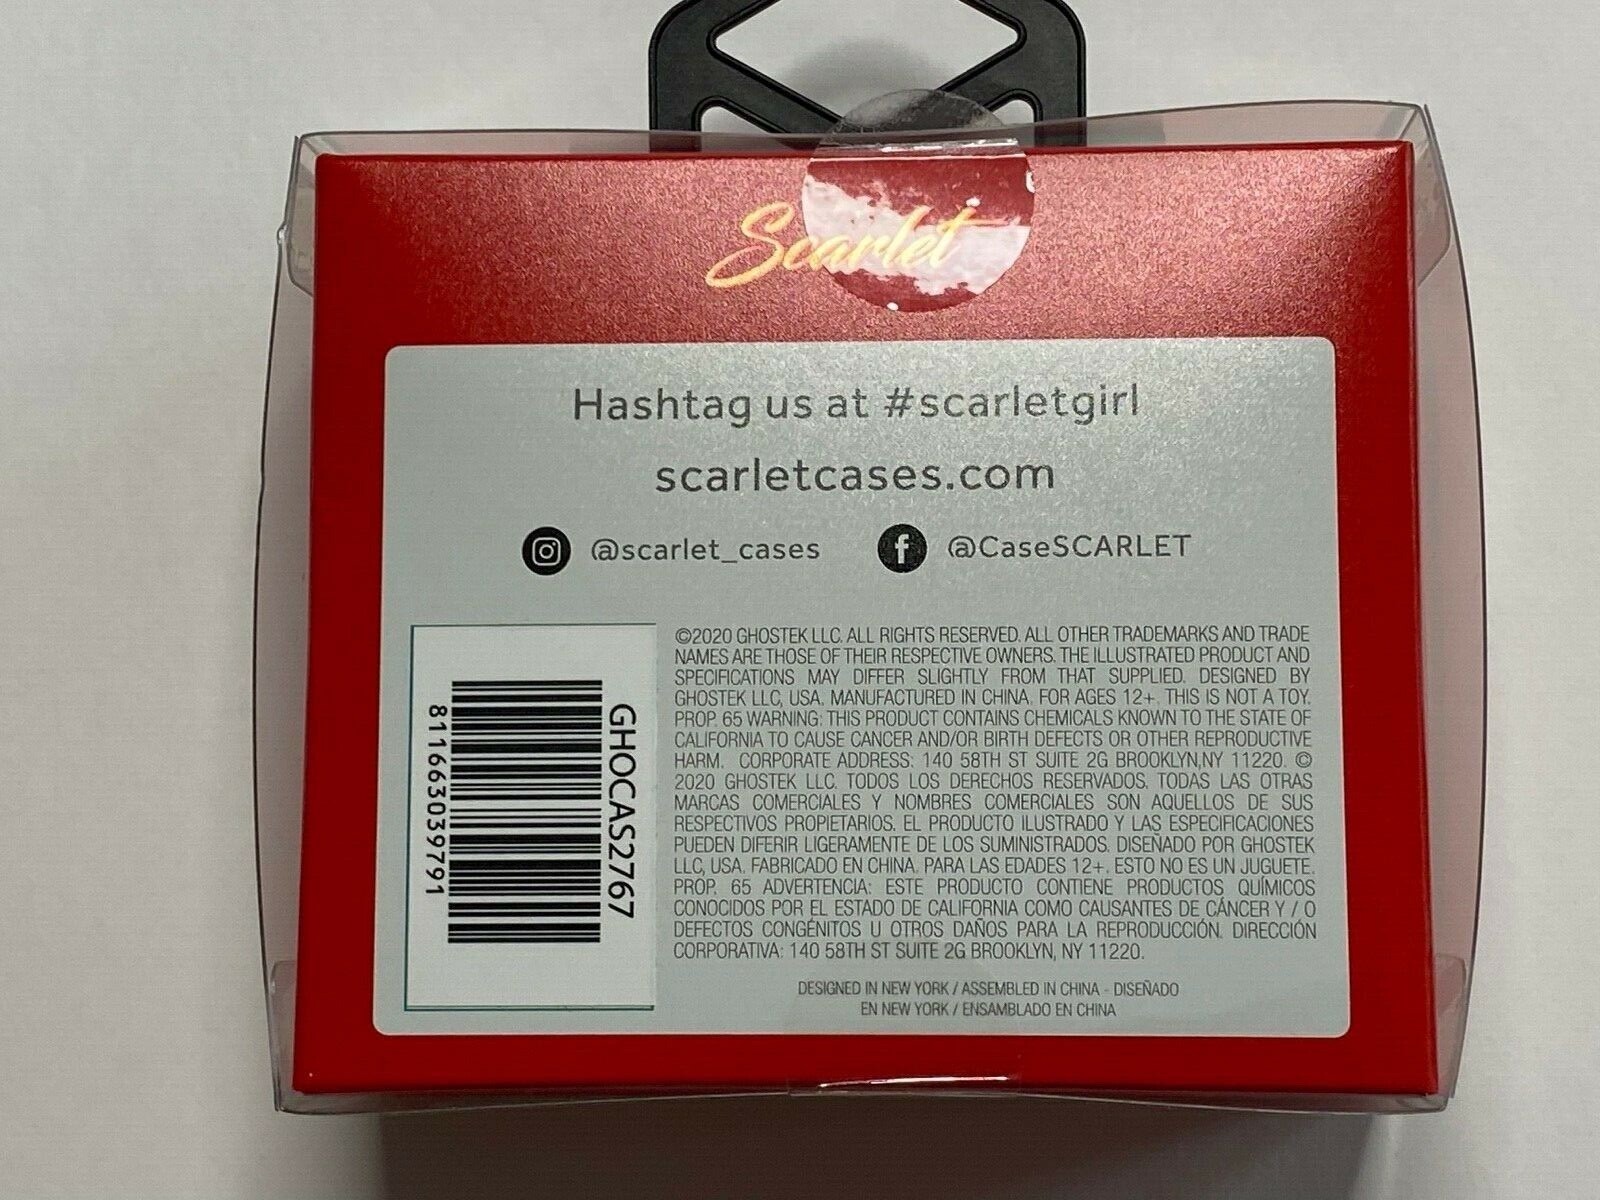 Scarlet
Hashtag us at #scarletgirl
scarletcases.com
@scarlet_cases
@CaseSCARLET
GHOCAS2767
811663039791
©2020 GHOSTEK LLC. ALL RIGHTS RESERVED. ALL OTHER TRADEMARKS AND TRADE
NAMES ARE THOSE OF THEIR RESPECTIVE OWNERS. THE ILLUSTRATED PRODUCT AND
SPECIFICATIONS MAY DIFFER SLIGHTLY FROM THAT SUPPLIED. DESIGNED BY
GHOSTEK LLC, USA. MANUFACTURED IN CHINA. FOR AGES 12+. THIS IS NOT A TOY.
PROP. 65 WARNING: THIS PRODUCT CONTAINS CHEMICALS KNOWN TO THE STATE OF
CALIFORNIA TO CAUSE CANCER AND/OR BIRTH DEFECTS OR OTHER REPRODUCTIVE
HARM. CORPORATE ADDRESS: 140 58TH ST SUITE 2G BROOKLYN,NY 11220. ©
2020 GHOSTEK LLC. TODOS LOS DERECHOS RESERVADOS. TODAS LAS OTRAS
MARCAS COMERCIALES Y NOMBRES COMERCIALES SON AQUELLOS DE SUS
RESPECTIVOS PROPIETARIOS. EL PRODUCTO ILUSTRADO Y LAS ESPECIFICACIONES
PUEDEN DIFERIR LIGERAMENTE DE LOS SUMINISTRADOS. DISEÑADO POR GHOSTEK
LLC, USA. FABRICADO EN CHINA. PARA LAS EDADES 12+. ESTO NO ES UN JUGUETE.
PROP. 65 ADVERTENCIA: ESTE PRODUCTO CONTIENE PRODUCTOS QUÍMICOS
CONOCIDOS POR EL ESTADO DE CALIFORNIA COMO CAUSANTES DE CÁNCER Y / O
DEFECTOS CONGÉNITOS U OTROS DAÑOS PARA LA REPRODUCCIÓN. DIRECCIÓN
CORPORATIVA: 140 58TH ST SUITE 2G BROOKLYN, NY 11220.
DESIGNED IN NEW YORK / ASSEMBLED IN CHINA - DISEÑADO
EN NEW YORK / ENSAMBLADO EN CHINA